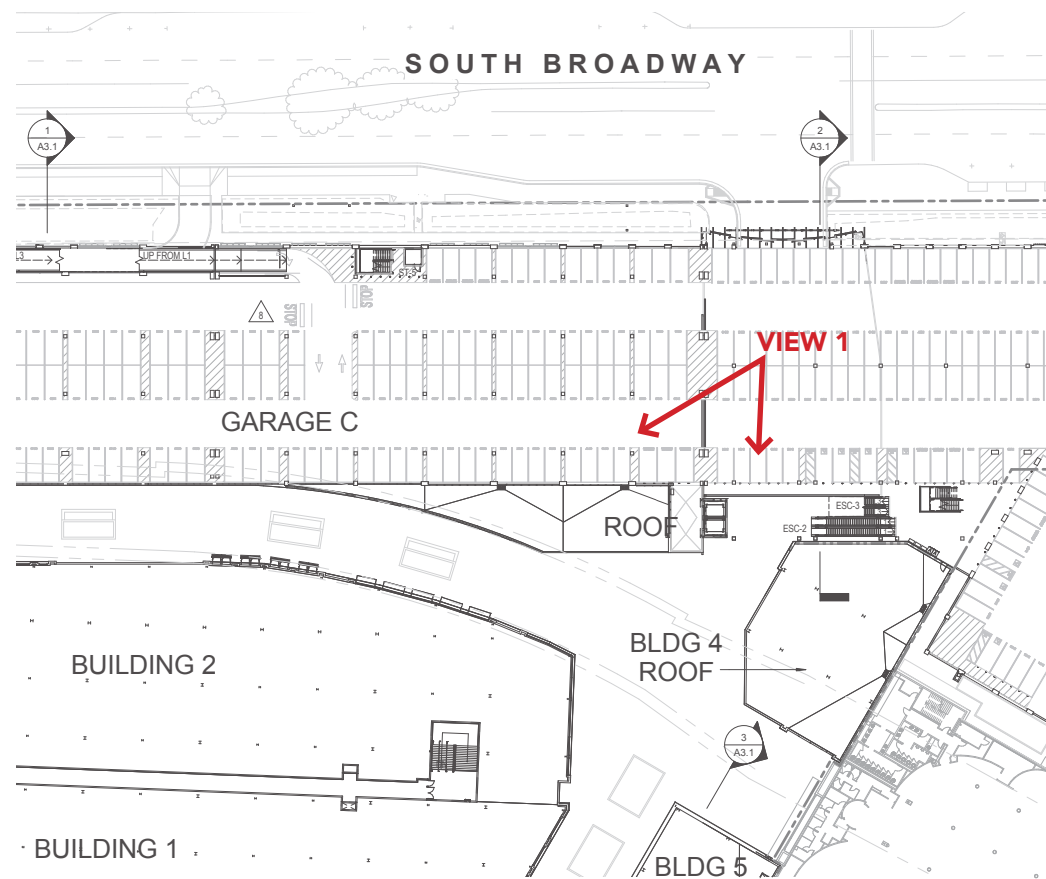 SOUTH BROADWAY
1
A3.1
2
A3.1
L3
UP FROM L1
ST-5
STOP
STOP
8
VIEW 1
GARAGE C
ESC-3
ESC-2
ROOF
BLDG 4
ROOF
BUILDING 2
3
A3.1
BUILDING 1
BLDG 5